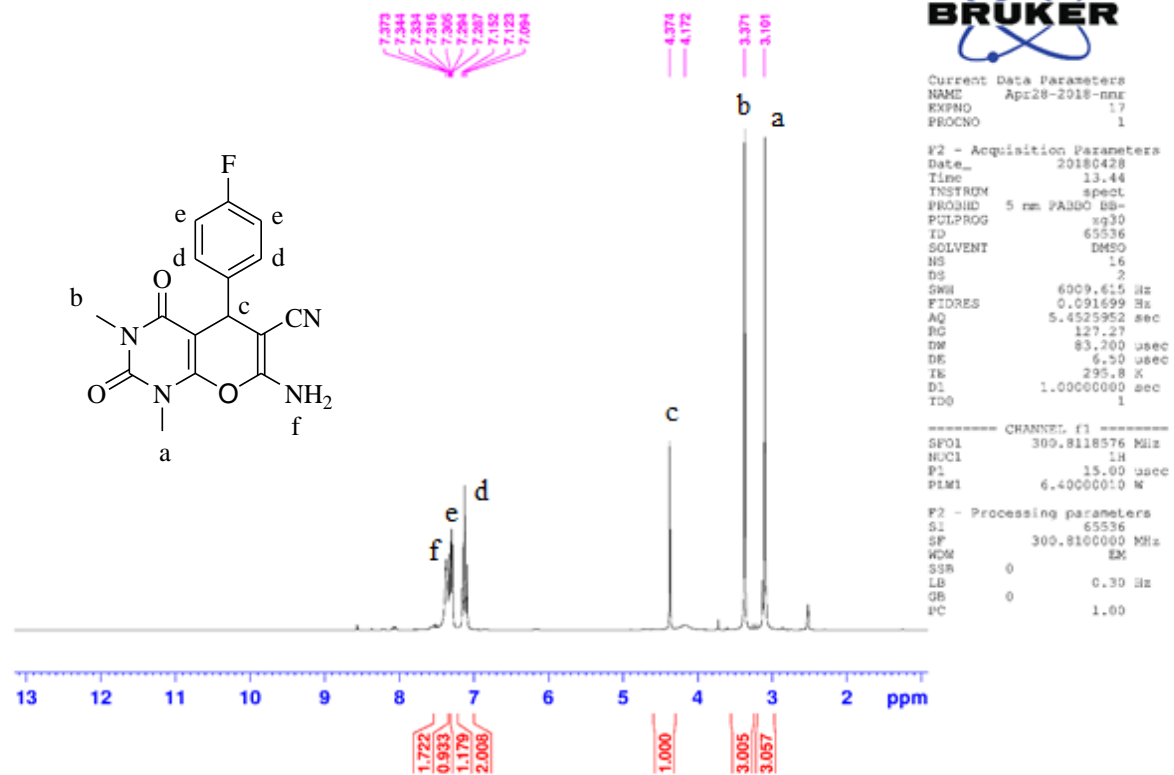 7.373
7.344
7.334
7.316
7.305
7.294
7.287
7.152
7.123
7.094
4.374
4.172
3.371
3.101
BRUKER
Current Data Parameters
NAME Apr28-2018-nmr
EXPNO 17
PROCNO 1
F2 - Acquisition Parameters
Date_ 20180428
Time 13.44
INSTRUM spect
PROBHD 5 mm PABBO BB-
PULPROG zg30
TD 65536
SOLVENT DMSO
NS 16
DS 2
SWH 6009.615 Hz
FIDRES 0.091699 Hz
AQ 5.4525952 sec
RG 127.27
DW 83.200 usec
DE 6.50 usec
TE 295.8 K
D1 1.00000000 sec
TD0 1
======== CHANNEL f1 ========
SFO1 300.8118576 MHz
NUC1 1H
P1 15.00 usec
PLW1 6.40000010 W
F2 - Processing parameters
SI 65536
SF 300.8100000 MHz
WDW EM
SSB 0
LB 0.30 Hz
GB 0
PC 1.00
F
e e
d d
O
b c CN
N
O N O NH2
a f
b a
c
d
e
f
13 12 11 10 9 8 7 6 5 4 3 2 ppm
1.722
0.933
1.179
2.008
1.000
3.005
3.057